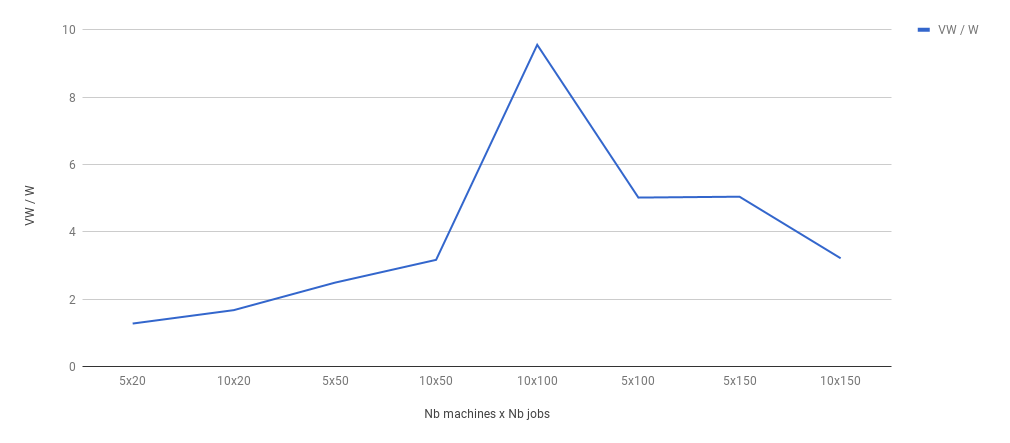 10
VW / W
8
6
4
2
0
VW / W
5x20
10x20
5x50
10x50
10x100
5x100
5x150
10x150
Nb machines x Nb jobs